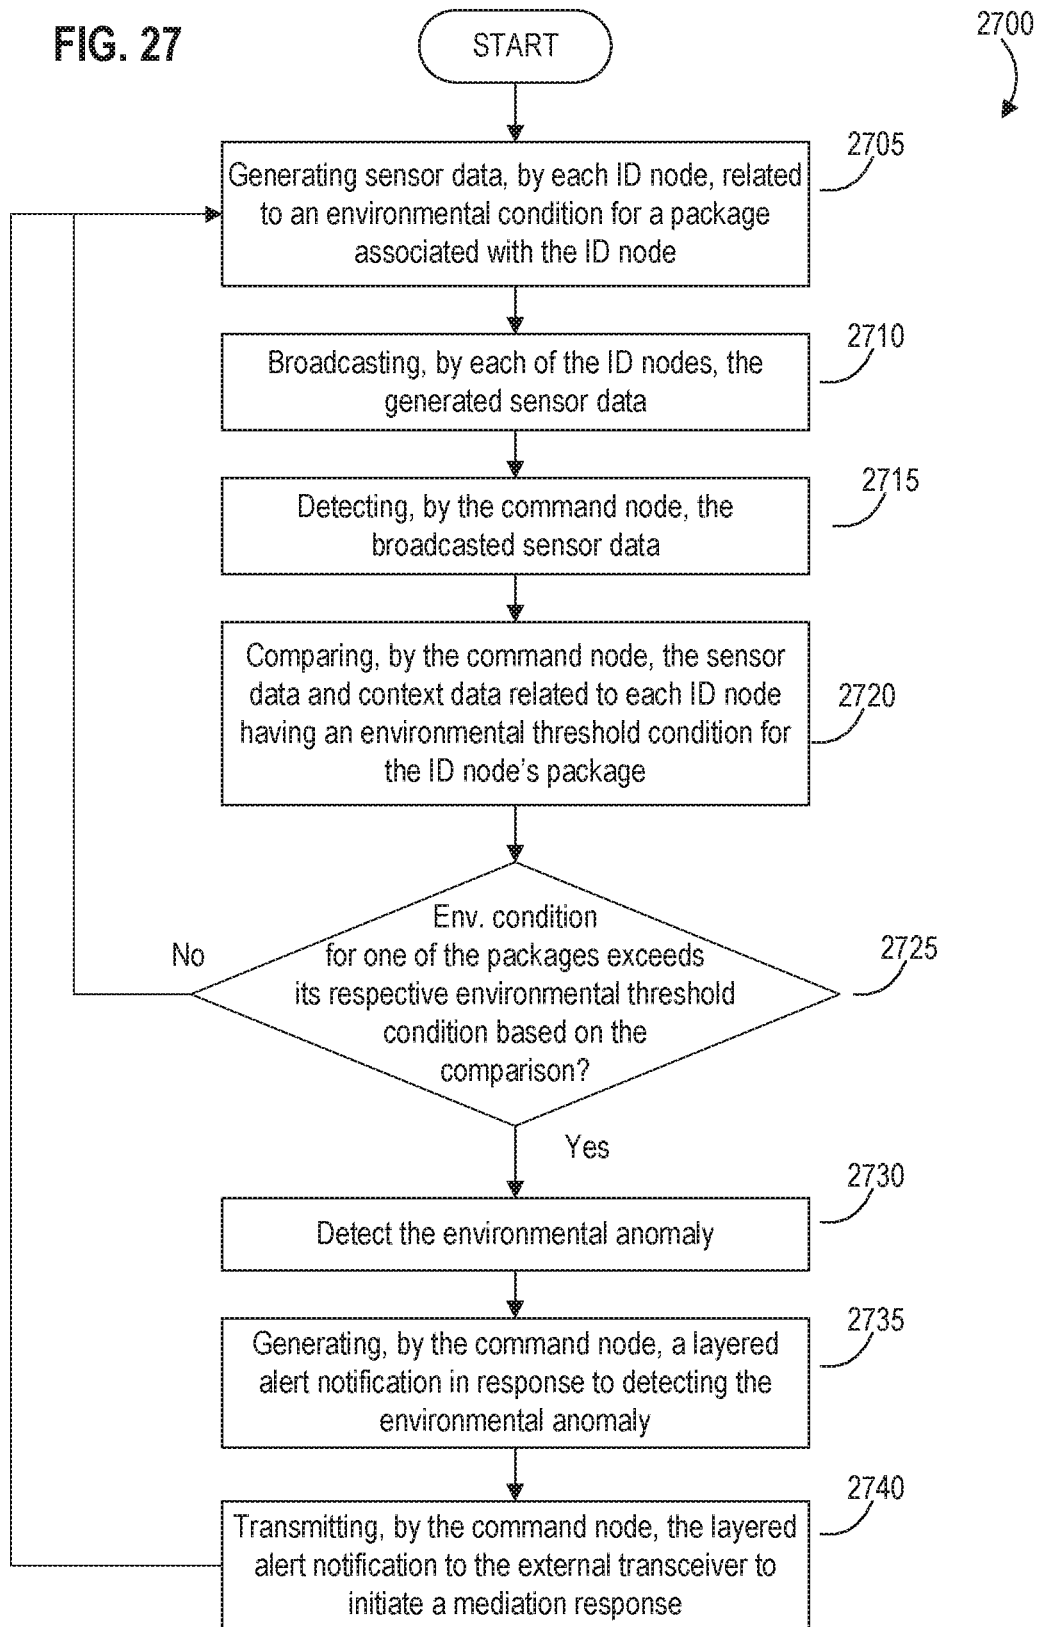 FIG. 27
START
2700
2705
Generating sensor data, by each ID node, related
to an environmental condition for a package
associated with the ID node
2710
Broadcasting, by each of the ID nodes, the
generated sensor data
2715
Detecting, by the command node, the
broadcasted sensor data
Comparing, by the command node, the sensor
data and context data related to each ID node
having an environmental threshold condition for
the ID node's package
2720
Env. condition
for one of the packages exceeds
its respective environmental threshold
condition based on the
comparison?
No
2725
Yes
2730
Detect the environmental anomaly
2735
Generating, by the command node, a layered
alert notification in response to detecting the
environmental anomaly
2740
Transmitting, by the command node, the layered
alert notification to the external transceiver to
initiate a mediation response